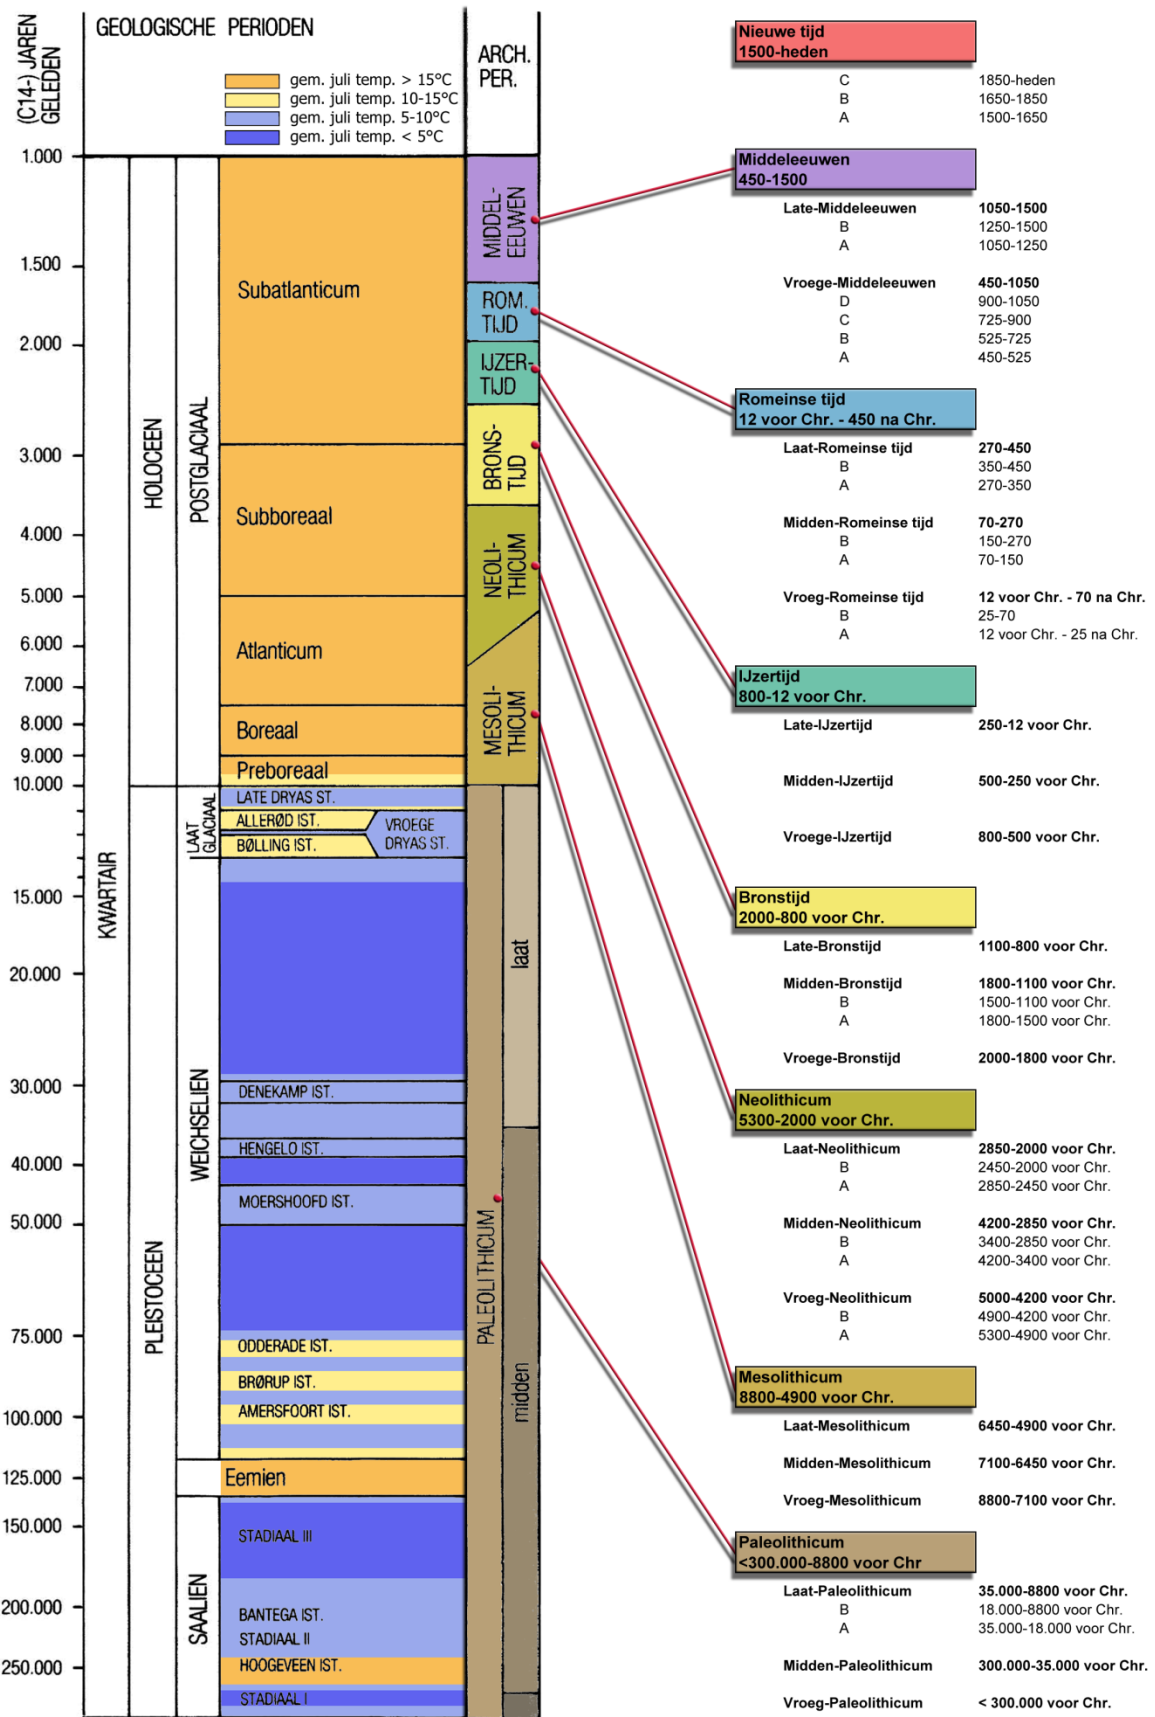 (C14-) JAREN
GELEDEN
GEOLOGISCHE PERIODEN
gem. juli temp. > 15°C
gem. juli temp. 10-15°C
gem. juli temp. 5-10°C
gem. juli temp. < 5°C
ARCH.
PER.
1.000
1.500
2.000
3.000
4.000
5.000
6.000
7.000
8.000
9.000
10.000
15.000
20.000
30.000
40.000
50.000
75.000
100.000
125.000
150.000
200.000
250.000
KWARTAIR
HOLOCEEN
PLEISTOCEEN
POSTGLACIAAL
LAAT
GLACIAAL
WEICHSELIEN
SAALIEN
Subatlanticum
Subboreaal
Atlanticum
Boreaal
Preboreaal
LATE DRYAS ST.
ALLERØD IST.
VROEGE
DRYAS ST.
BØLLING IST.
DENEKAMP IST.
HENGELO IST.
MOERSHOOFD IST.
ODDERADE IST.
BRØRUP IST.
AMERSFOORT IST.
Eemien
STADIAAL III
BANTEGA IST.
STADIAAL II
HOOGEVEEN IST.
STADIAAL I
MIDDEL-
EEUWEN
ROM.
TIJD
IJZER-
TIJD
BRONS-
TIJD
NEOLI-
THICUM
MESOLI-
THICUM
PALEOLITHICUM
laat
midden
Nieuwe tijd
1500-heden
C 1850-heden
B 1650-1850
A 1500-1650
Middeleeuwen
450-1500
Late-Middeleeuwen 1050-1500
B 1250-1500
A 1050-1250
Vroege-Middeleeuwen 450-1050
D 900-1050
C 725-900
B 525-725
A 450-525
Romeinse tijd
12 voor Chr. - 450 na Chr.
Laat-Romeinse tijd 270-450
B 350-450
A 270-350
Midden-Romeinse tijd 70-270
B 150-270
A 70-150
Vroeg-Romeinse tijd 12 voor Chr. - 70 na Chr.
B 25-70
A 12 voor Chr. - 25 na Chr.
IJzertijd
800-12 voor Chr.
Late-IJzertijd 250-12 voor Chr.
Midden-IJzertijd 500-250 voor Chr.
Vroege-IJzertijd 800-500 voor Chr.
Bronstijd
2000-800 voor Chr.
Late-Bronstijd 1100-800 voor Chr.
Midden-Bronstijd 1800-1100 voor Chr.
B 1500-1100 voor Chr.
A 1800-1500 voor Chr.
Vroege-Bronstijd 2000-1800 voor Chr.
Neolithicum
5300-2000 voor Chr.
Laat-Neolithicum 2850-2000 voor Chr.
B 2450-2000 voor Chr.
A 2850-2450 voor Chr.
Midden-Neolithicum 4200-2850 voor Chr.
B 3400-2850 voor Chr.
A 4200-3400 voor Chr.
Vroeg-Neolithicum 5000-4200 voor Chr.
B 4900-4200 voor Chr.
A 5300-4900 voor Chr.
Mesolithicum
8800-4900 voor Chr.
Laat-Mesolithicum 6450-4900 voor Chr.
Midden-Mesolithicum 7100-6450 voor Chr.
Vroeg-Mesolithicum 8800-7100 voor Chr.
Paleolithicum
<300.000-8800 voor Chr
Laat-Paleolithicum 35.000-8800 voor Chr.
B 18.000-8800 voor Chr.
A 35.000-18.000 voor Chr.
Midden-Paleolithicum 300.000-35.000 voor Chr.
Vroeg-Paleolithicum < 300.000 voor Chr.